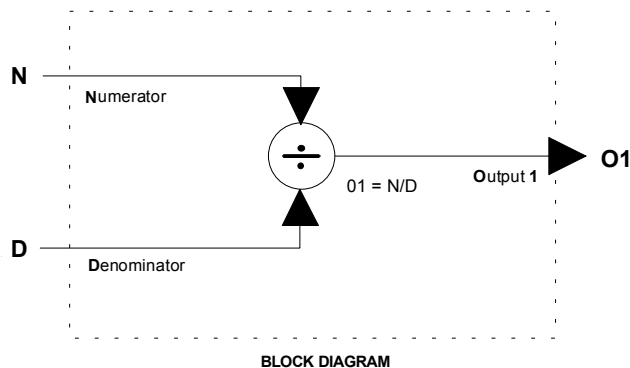 N
Numerator
÷
O1
Output 1
01 = N/D
D
Denominator
BLOCK DIAGRAM